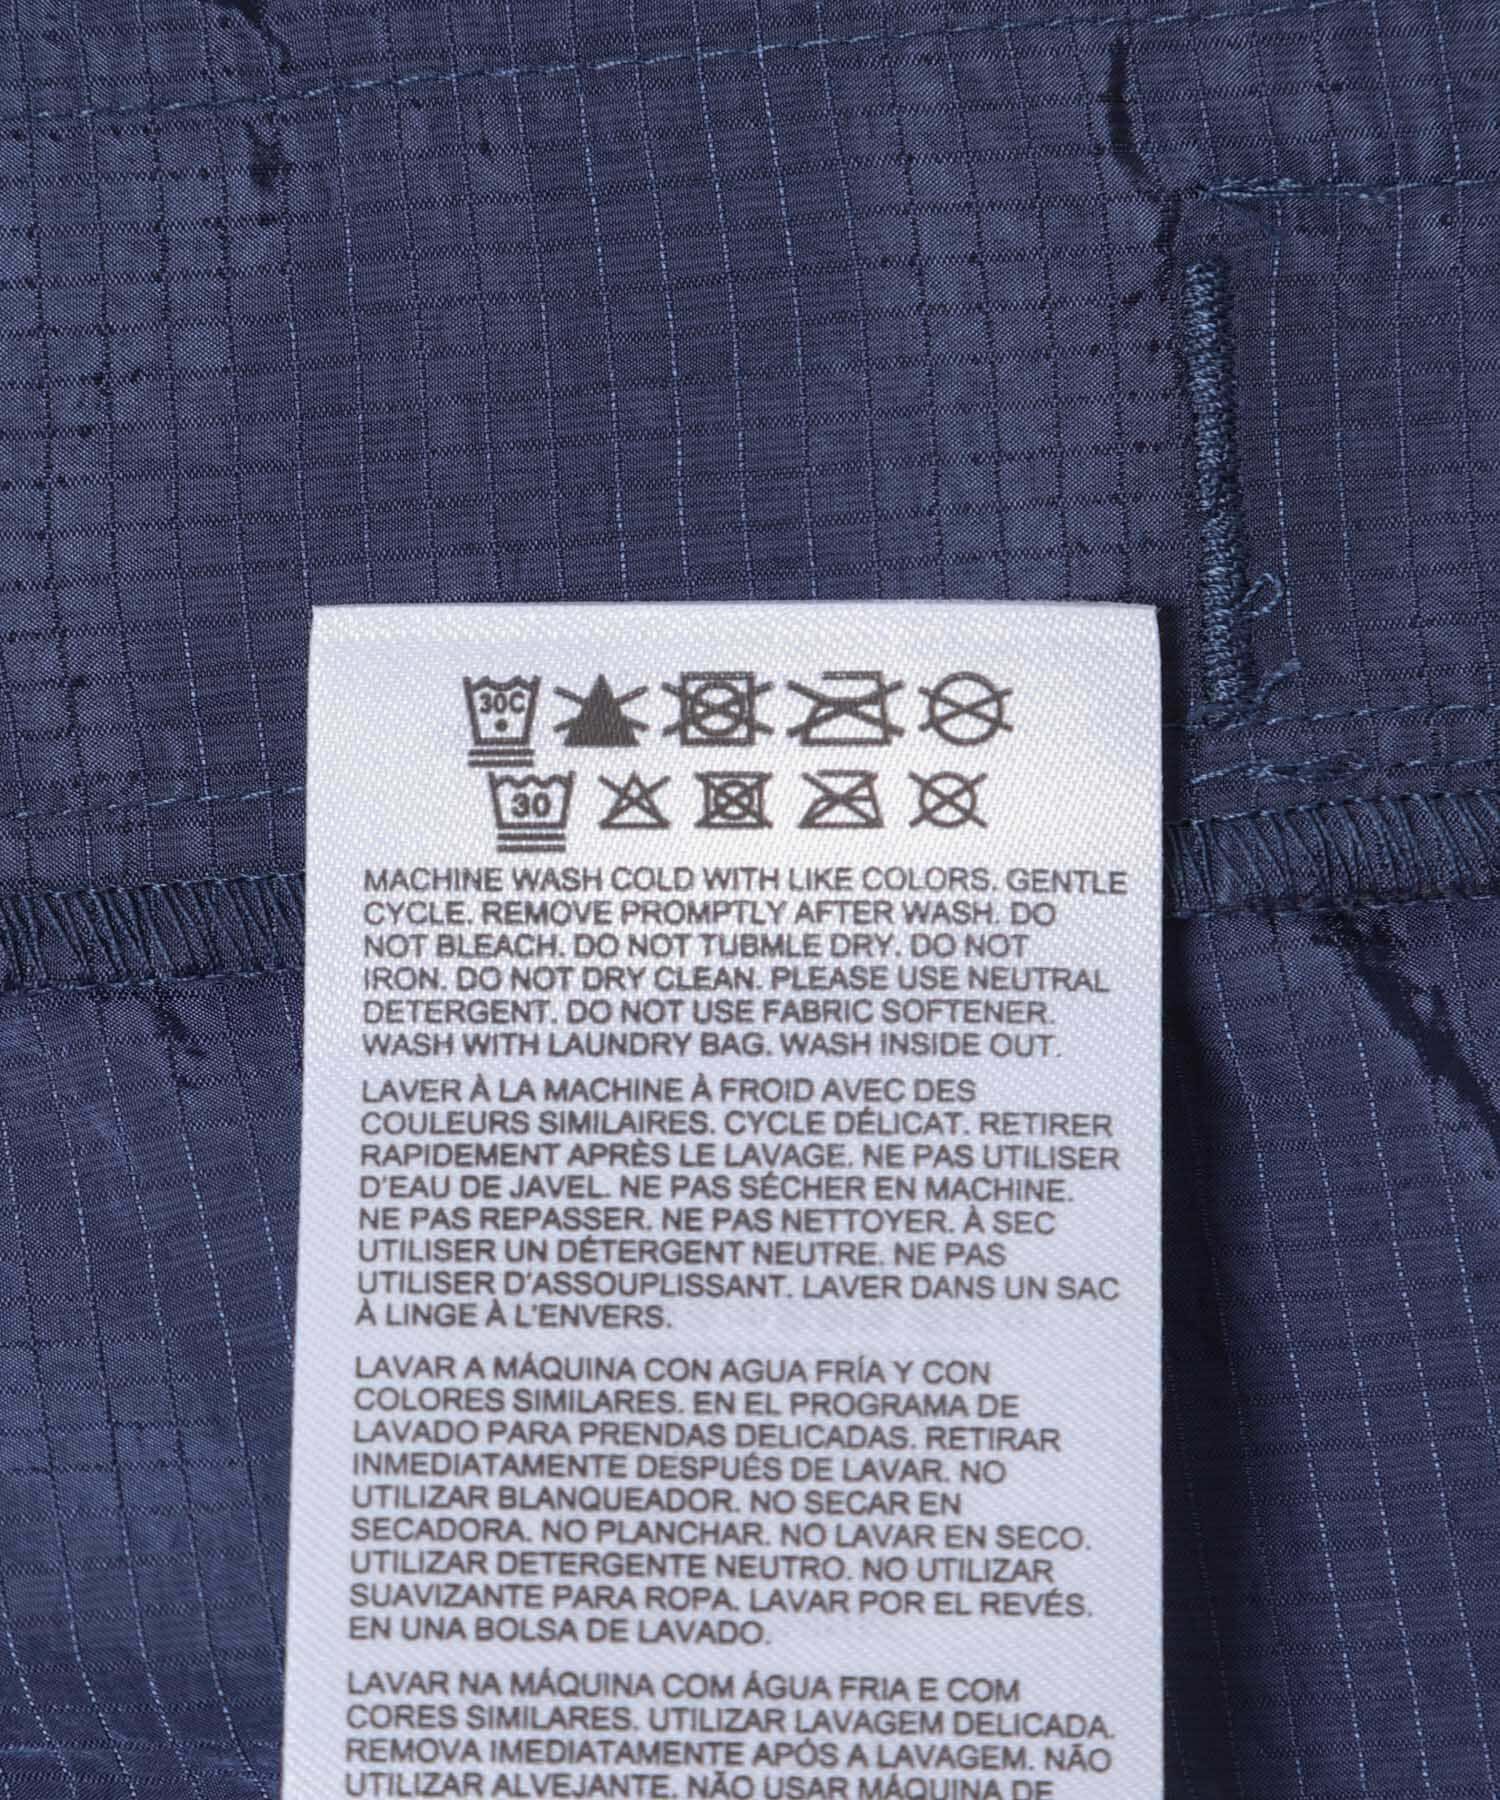 30C
30
MACHINE WASH COLD WITH LIKE COLORS. GENTLE
CYCLE. REMOVE PROMPTLY AFTER WASH. DO
NOT BLEACH. DO NOT TUBMLE DRY. DO NOT
IRON. DO NOT DRY CLEAN. PLEASE USE NEUTRAL
DETERGENT. DO NOT USE FABRIC SOFTENER.
WASH WITH LAUNDRY BAG. WASH INSIDE OUT.
LAVER À LA MACHINE À FROID AVEC DES
COULEURS SIMILAIRES. CYCLE DÉLICAT. RETIRER
RAPIDEMENT APRÈS LE LAVAGE. NE PAS UTILISER
D'EAU DE JAVEL. NE PAS SÉCHER EN MACHINE.
NE PAS REPASSER. NE PAS NETTOYER. À SEC
UTILISER UN DÉTERGENT NEUTRE. NE PAS
UTILISER D'ASSOUPLISSANT. LAVER DANS UN SAC
À LINGE À L'ENVERS.
LAVAR A MÁQUINA CON AGUA FRÍA Y CON
COLORES SIMILARES. EN EL PROGRAMA DE
LAVADO PARA PRENDAS DELICADAS. RETIRAR
INMEDIATAMENTE DESPUÉS DE LAVAR. NO
UTILIZAR BLANQUEADOR. NO SECAR EN
SECADORA. NO PLANCHAR. NO LAVAR EN SECO.
UTILIZAR DETERGENTE NEUTRO. NO UTILIZAR
SUAVIZANTE PARA ROPA. LAVAR POR EL REVÉS.
EN UNA BOLSA DE LAVADO.
LAVAR NA MÁQUINA COM ÁGUA FRIA E COM
CORES SIMILARES. UTILIZAR LAVAGEM DELICADA.
REMOVA IMEDIATAMENTE APÓS A LAVAGEM. NÃO
UTILIZAR ALVEJANTE. NÃO USAR MÁQUINA DE